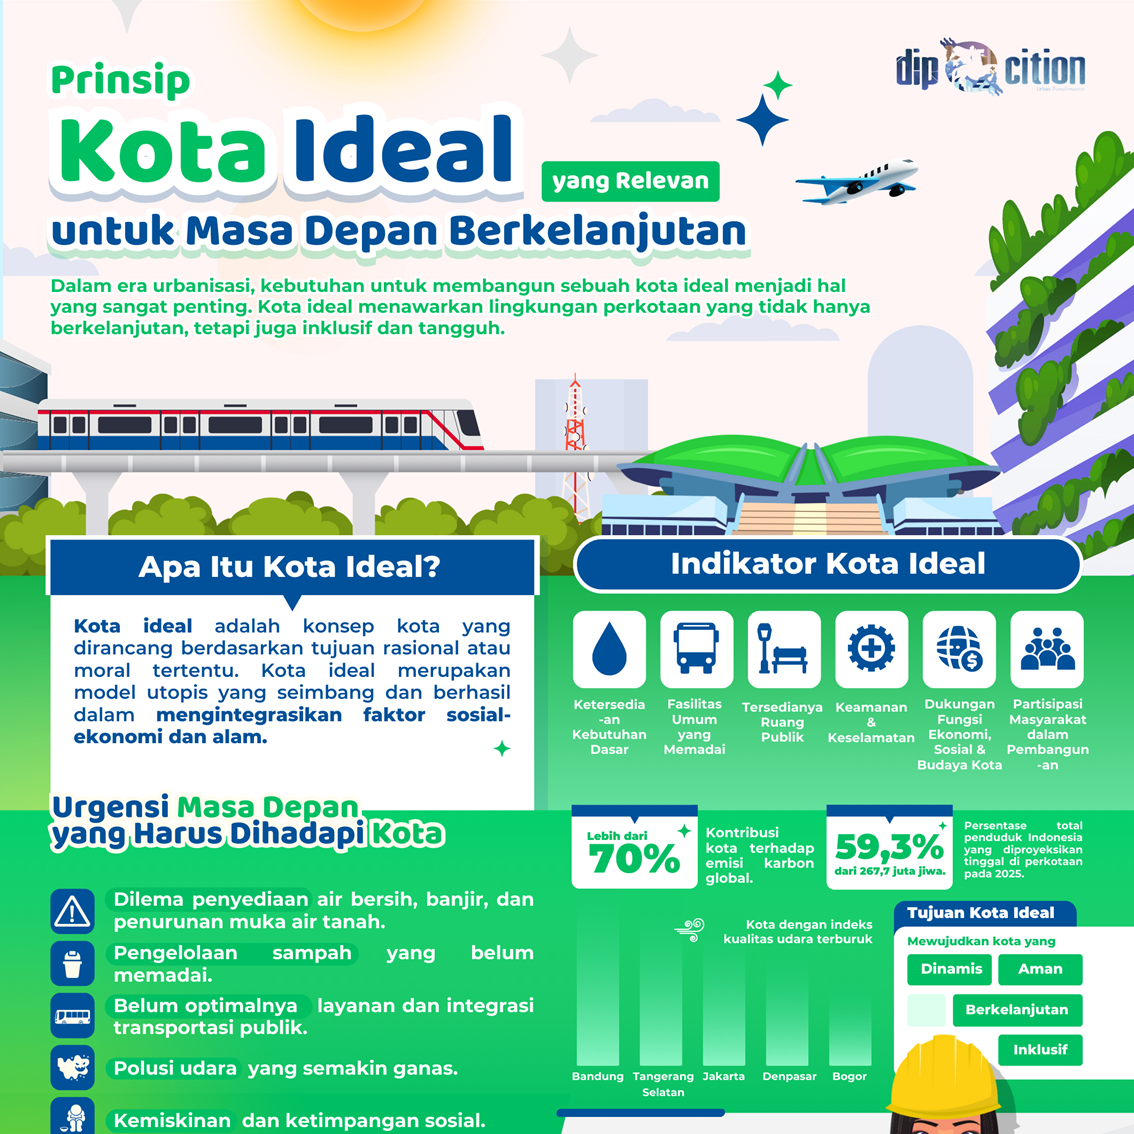 Prinsip
Kota Ideal
yang Relevan
untuk Masa Depan Berkelanjutan
dip cition
Dalam era urbanisasi, kebutuhan untuk membangun sebuah kota ideal menjadi hal
yang sangat penting. Kota ideal menawarkan lingkungan perkotaan yang tidak hanya
berkelanjutan, tetapi juga inklusif dan tangguh.
Apa Itu Kota Ideal?
Kota ideal adalah konsep kota yang
dirancang berdasarkan tujuan rasional atau
moral tertentu. Kota ideal merupakan
model utopis yang seimbang dan berhasil
dalam mengintegrasikan faktor sosial-
ekonomi dan alam.
Indikator Kota Ideal
Ketersedia
-an
Kebutuhan
Dasar
Fasilitas
Umum
yang
Memadai
Tersedianya
Ruang
Publik
Keamanan
&
Keselamatan
Dukungan
Fungsi
Ekonomi,
Sosial &
Budaya Kota
Partisipasi
Masyarakat
dalam
Pembangun
-an
Urgensi Masa Depan
yang Harus Dihadapi Kota
Dilema penyediaan air bersih, banjir, dan
penurunan muka air tanah.
Pengelolaan sampah yang belum
memadai.
Belum optimalnya layanan dan integrasi
transportasi publik.
Polusi udara yang semakin ganas.
Kemiskinan dan ketimpangan sosial.
Lebih dari
70%
Kontribusi
kota terhadap
emisi karbon
global.
59,3%
dari 267,7 juta jiwa.
Persentase total
penduduk Indonesia
yang diproyeksikan
tinggal di perkotaan
pada 2025.
Kota dengan indeks
kualitas udara terburuk
Bandung
Tangerang
Selatan
Jakarta
Denpasar
Bogor
Tujuan Kota Ideal
Mewujudkan kota yang
Dinamis
Aman
Berkelanjutan
Inklusif